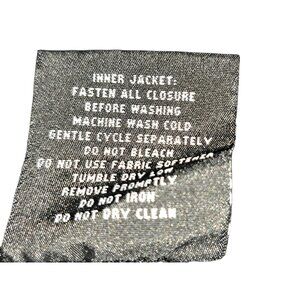 INNER JACKET:
FASTEN ALL CLOSURE
BEFORE WASHING
MACHINE WASH COLD
GENTLE CYCLE SEPARATELY
DO NOT BLEACH
DO NOT USE FABRIC SOFTENER
TUMBLE DRY LOW
REMOVE PROMPTLY
DO NOT IRON
DO NOT DRY CLEAN